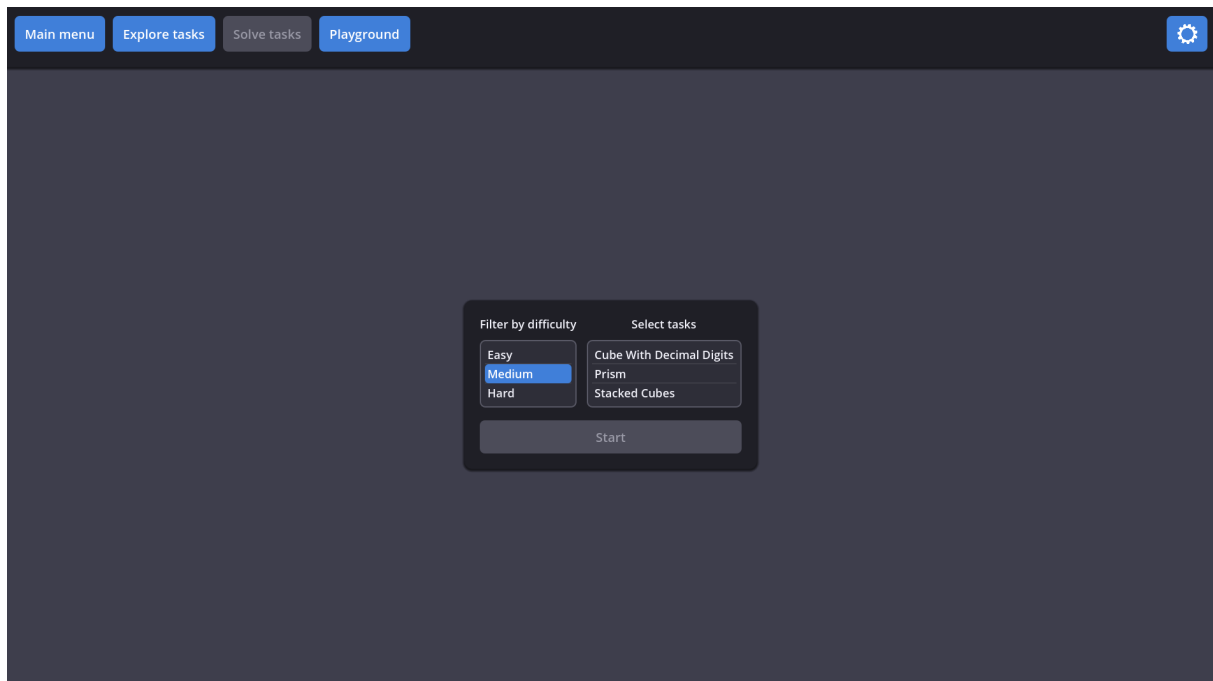 Main menu
Explore tasks
Solve tasks
Playground
Filter by difficulty
Select tasks
Easy
Medium
Hard
Cube With Decimal Digits
Prism
Stacked Cubes
Start